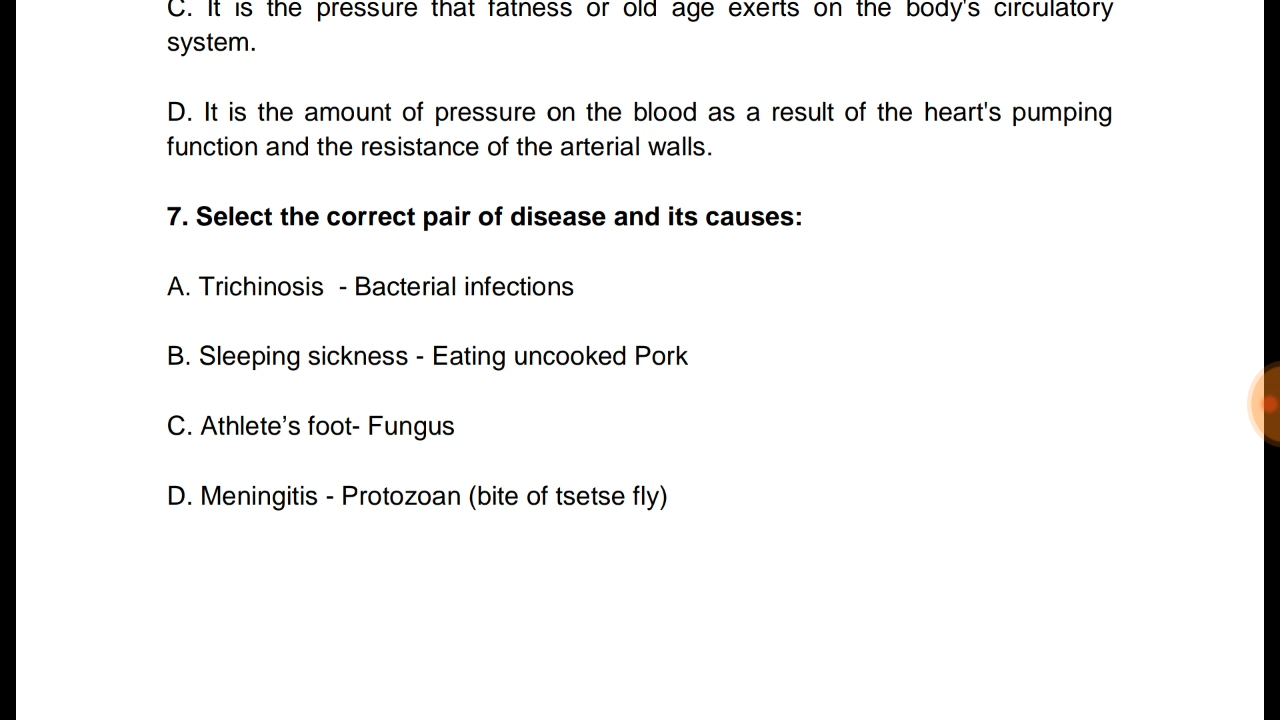 C. It is the pressure that fatness or old age exerts on the body's circulatory
system.
D. It is the amount of pressure on the blood as a result of the heart's pumping
function and the resistance of the arterial walls.
7. Select the correct pair of disease and its causes:
A. Trichinosis  - Bacterial infections
B. Sleeping sickness - Eating uncooked Pork
C. Athlete’s foot- Fungus
D. Meningitis - Protozoan (bite of tsetse fly)